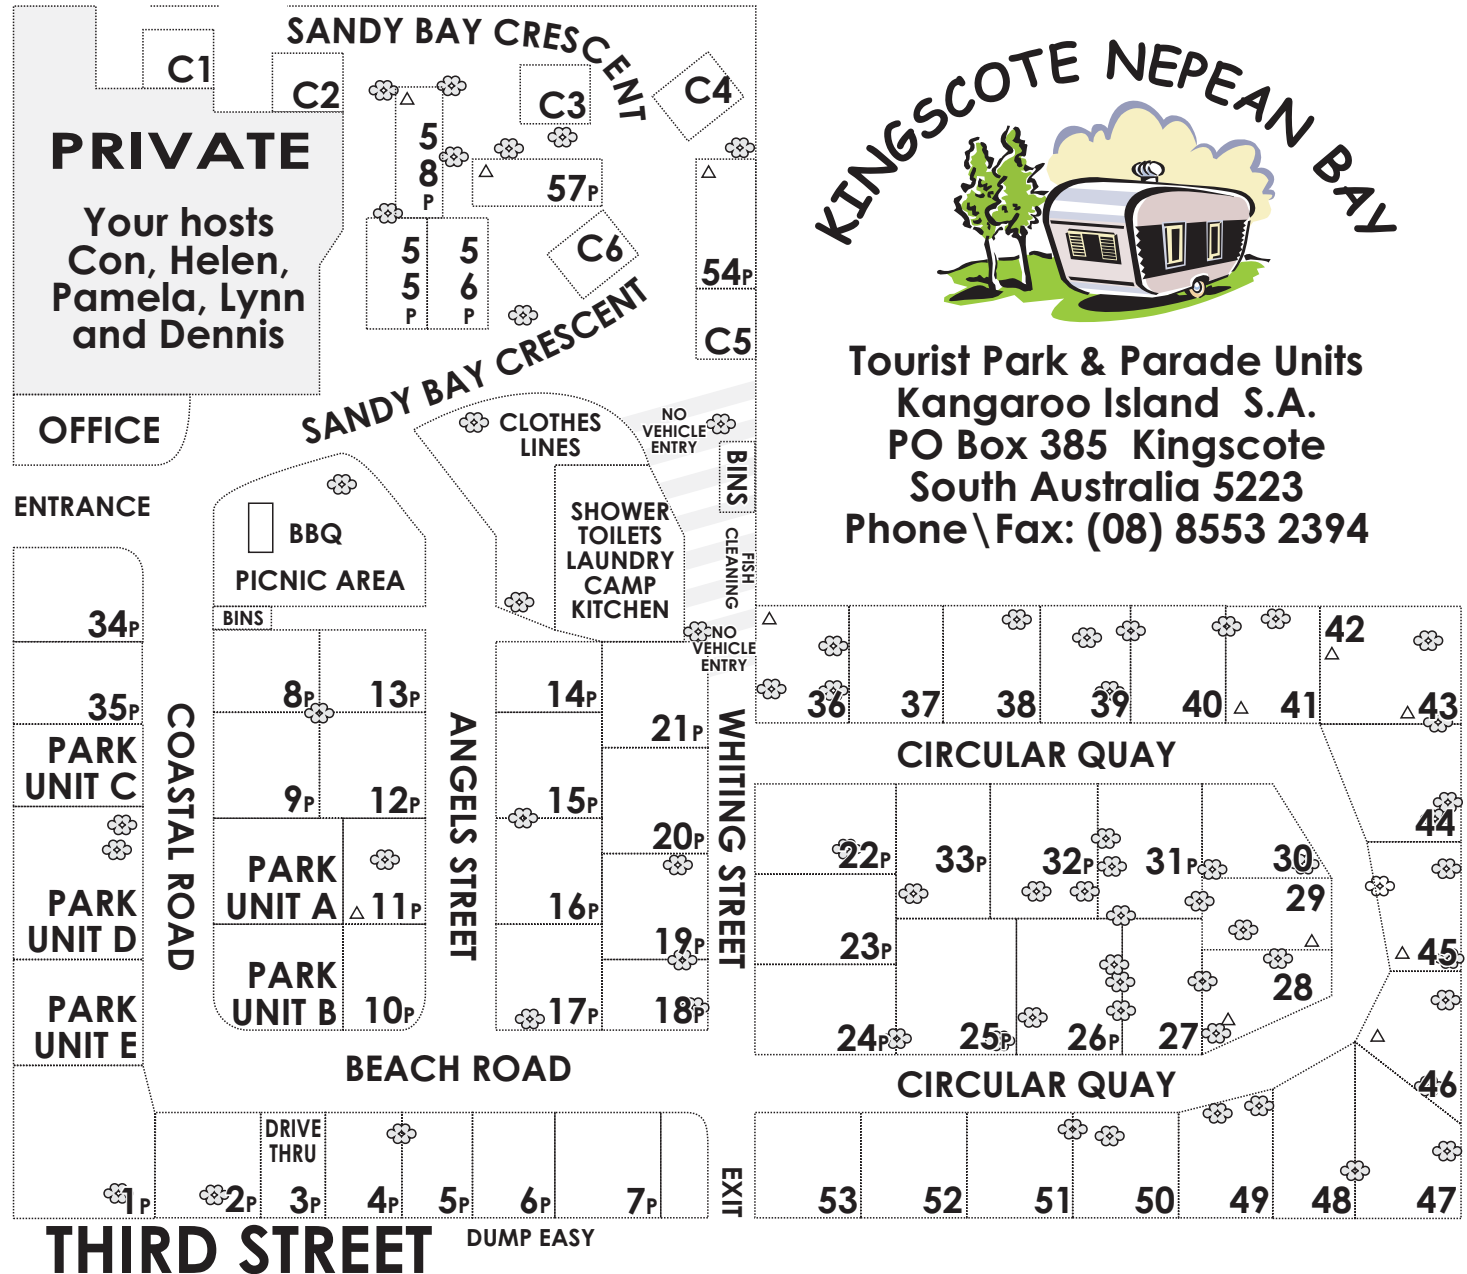 SANDY BAY CRESCENT
C1
C2
C3
C4
PRIVATE
Your hosts
Con, Helen,
Pamela, Lynn
and Dennis
58P
57P
55P
56P
C6
54P
C5
SANDY BAY CRESCENT
KINGSCOTE NEPEAN BAY
Tourist Park & Parade Units
Kangaroo Island S.A.
PO Box 385 Kingscote
South Australia 5223
Phone\Fax: (08) 8553 2394
OFFICE
ENTRANCE
CLOTHES
LINES
NO
VEHICLE
ENTRY
BINS
FISH
CLEANING
SHOWER
TOILETS
LAUNDRY
CAMP
KITCHEN
NO
VEHICLE
ENTRY
BBQ
PICNIC AREA
BINS
34P
35P
PARK
UNIT C
PARK
UNIT D
PARK
UNIT E
COASTAL ROAD
8P
13P
9P
12P
PARK
UNIT A
11P
PARK
UNIT B
10P
ANGELS STREET
14P
21P
15P
20P
16P
19P
17P
18P
WHITING STREET
36
37
38
39
40
41
42
43
CIRCULAR QUAY
22P
33P
32P
31P
30
29
28
23P
24P
25P
26P
27
44
45
46
CIRCULAR QUAY
BEACH ROAD
DRIVE
THRU
1P
2P
3P
4P
5P
6P
7P
EXIT
53
52
51
50
49
48
47
THIRD STREET
DUMP EASY